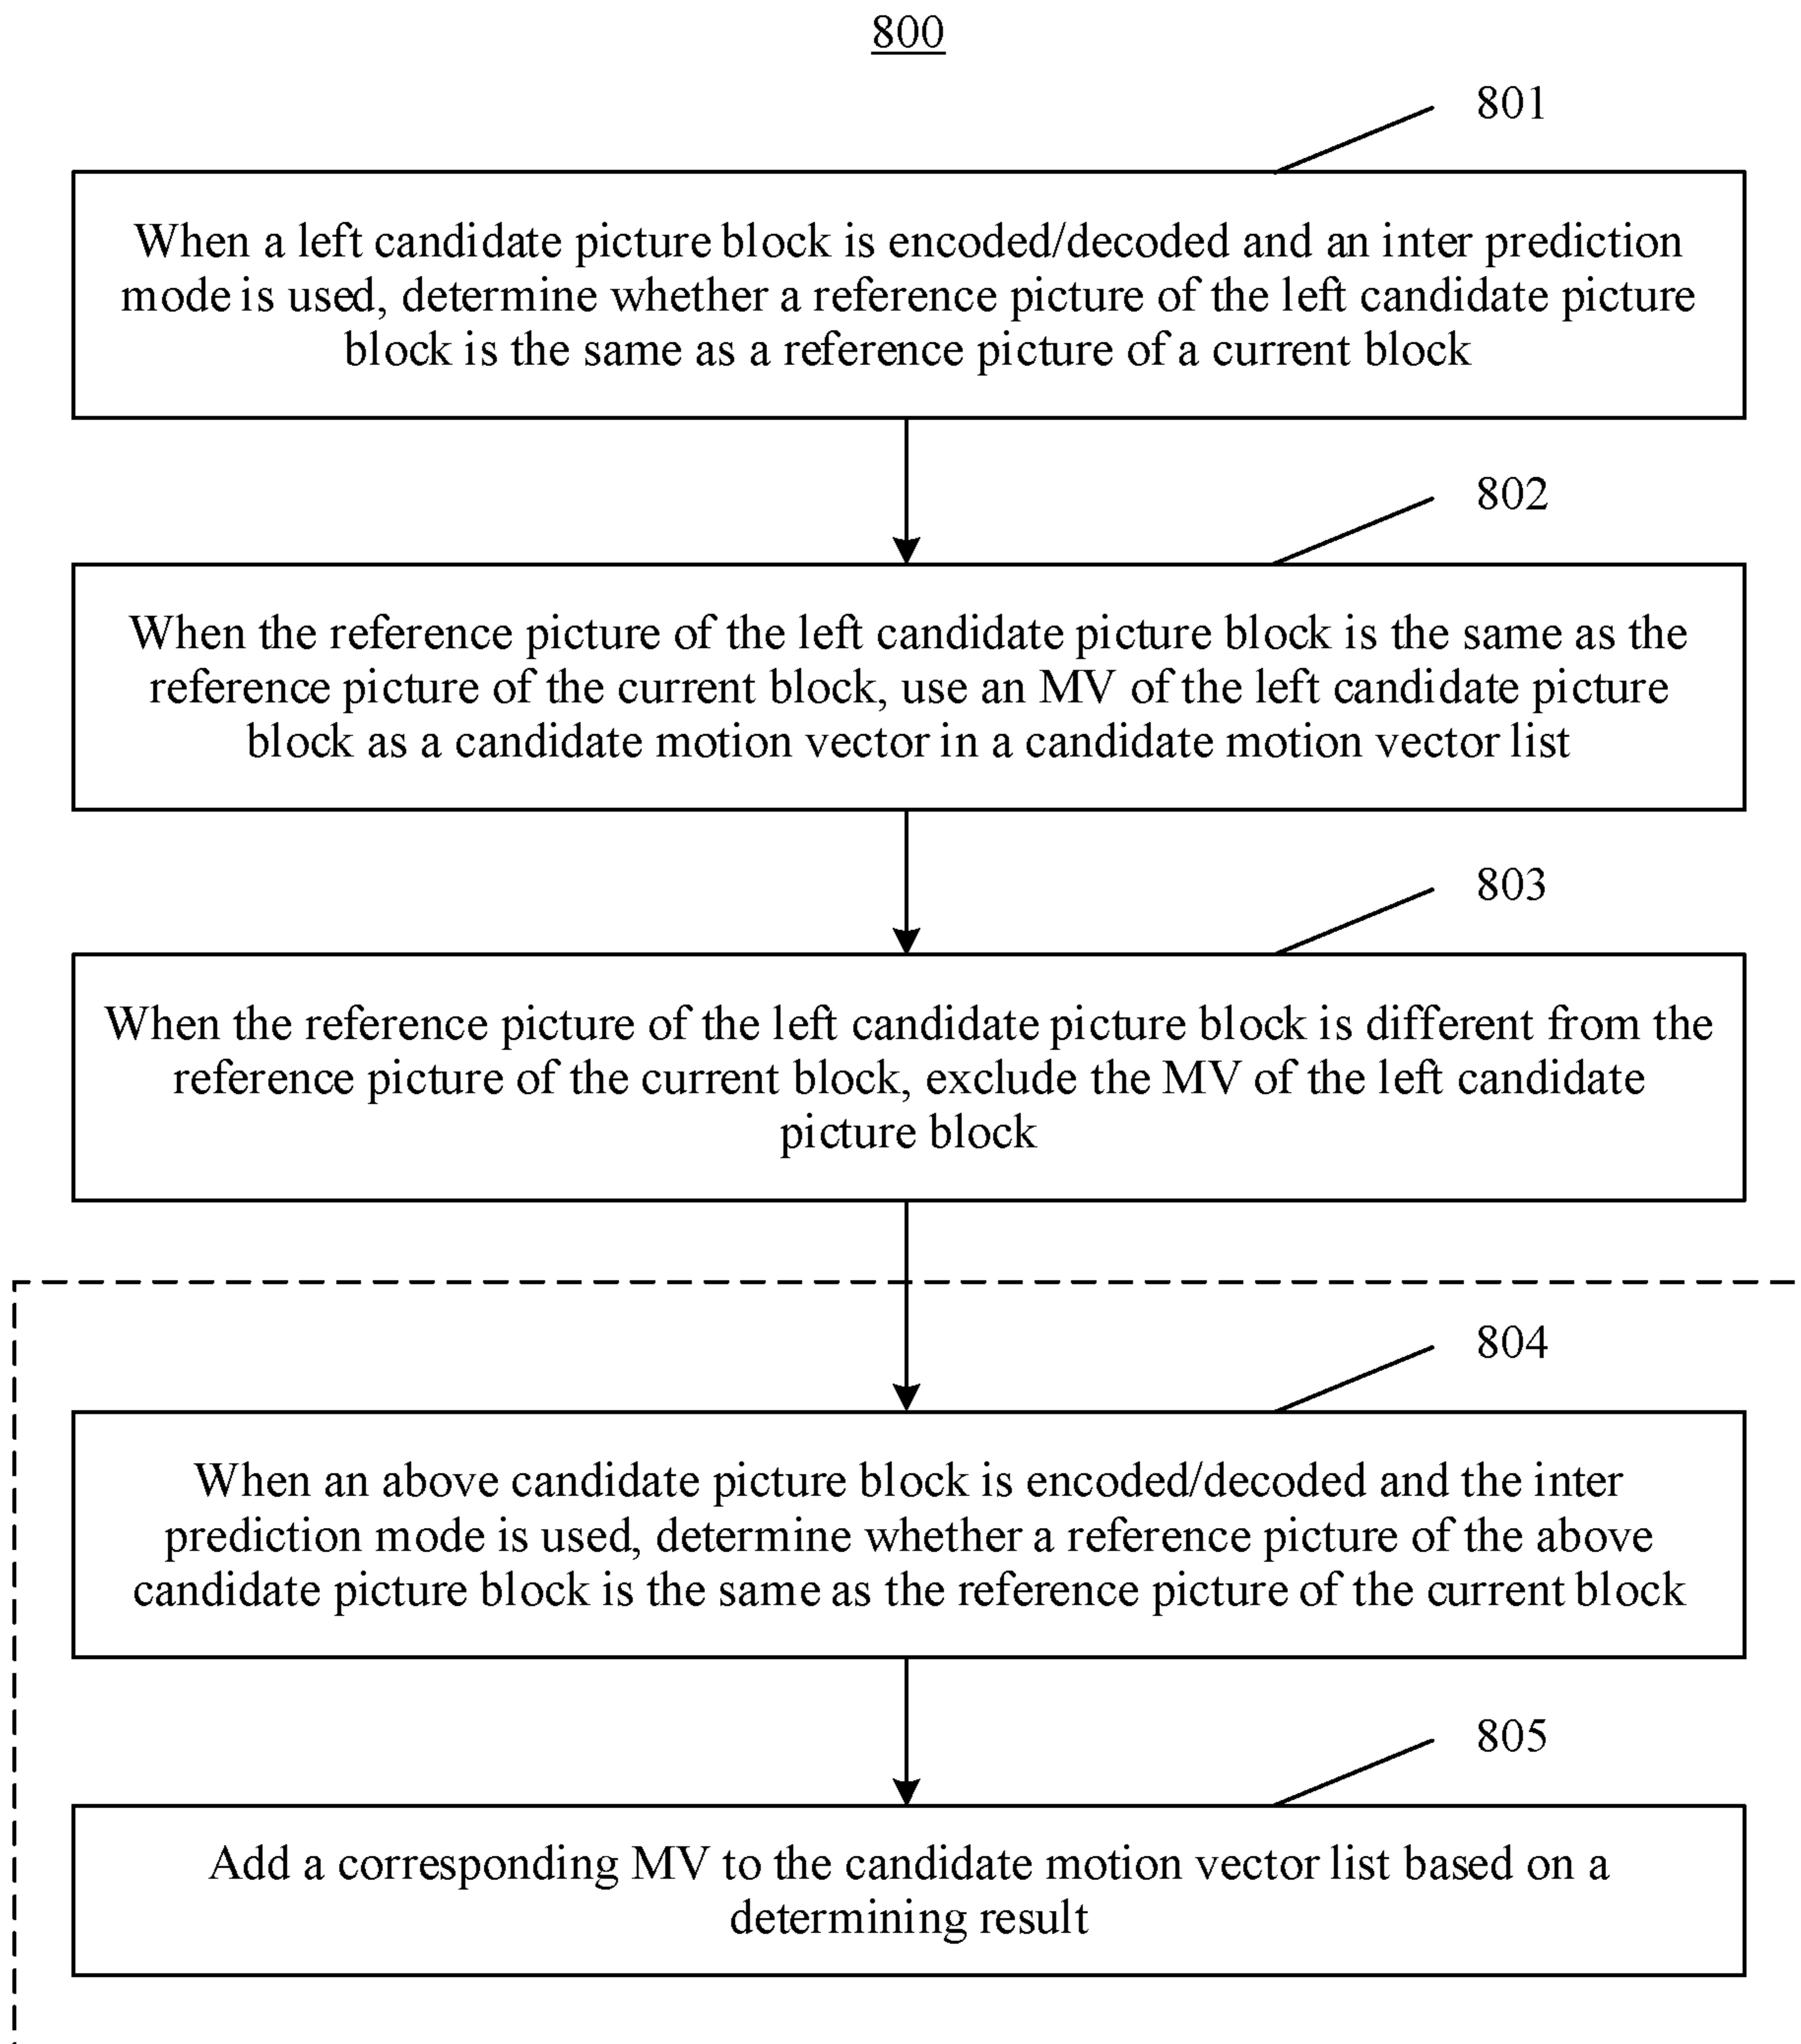 800
801
When a left candidate picture block is encoded/decoded and an inter prediction
mode is used, determine whether a reference picture of the left candidate picture
block is the same as a reference picture of a current block
802
When the reference picture of the left candidate picture block is the same as the
reference picture of the current block, use an MV of the left candidate picture
block as a candidate motion vector in a candidate motion vector list
803
When the reference picture of the left candidate picture block is different from the
reference picture of the current block, exclude the MV of the left candidate
picture block
804
When an above candidate picture block is encoded/decoded and the inter
prediction mode is used, determine whether a reference picture of the above
candidate picture block is the same as the reference picture of the current block
805
Add a corresponding MV to the candidate motion vector list based on a
determining result